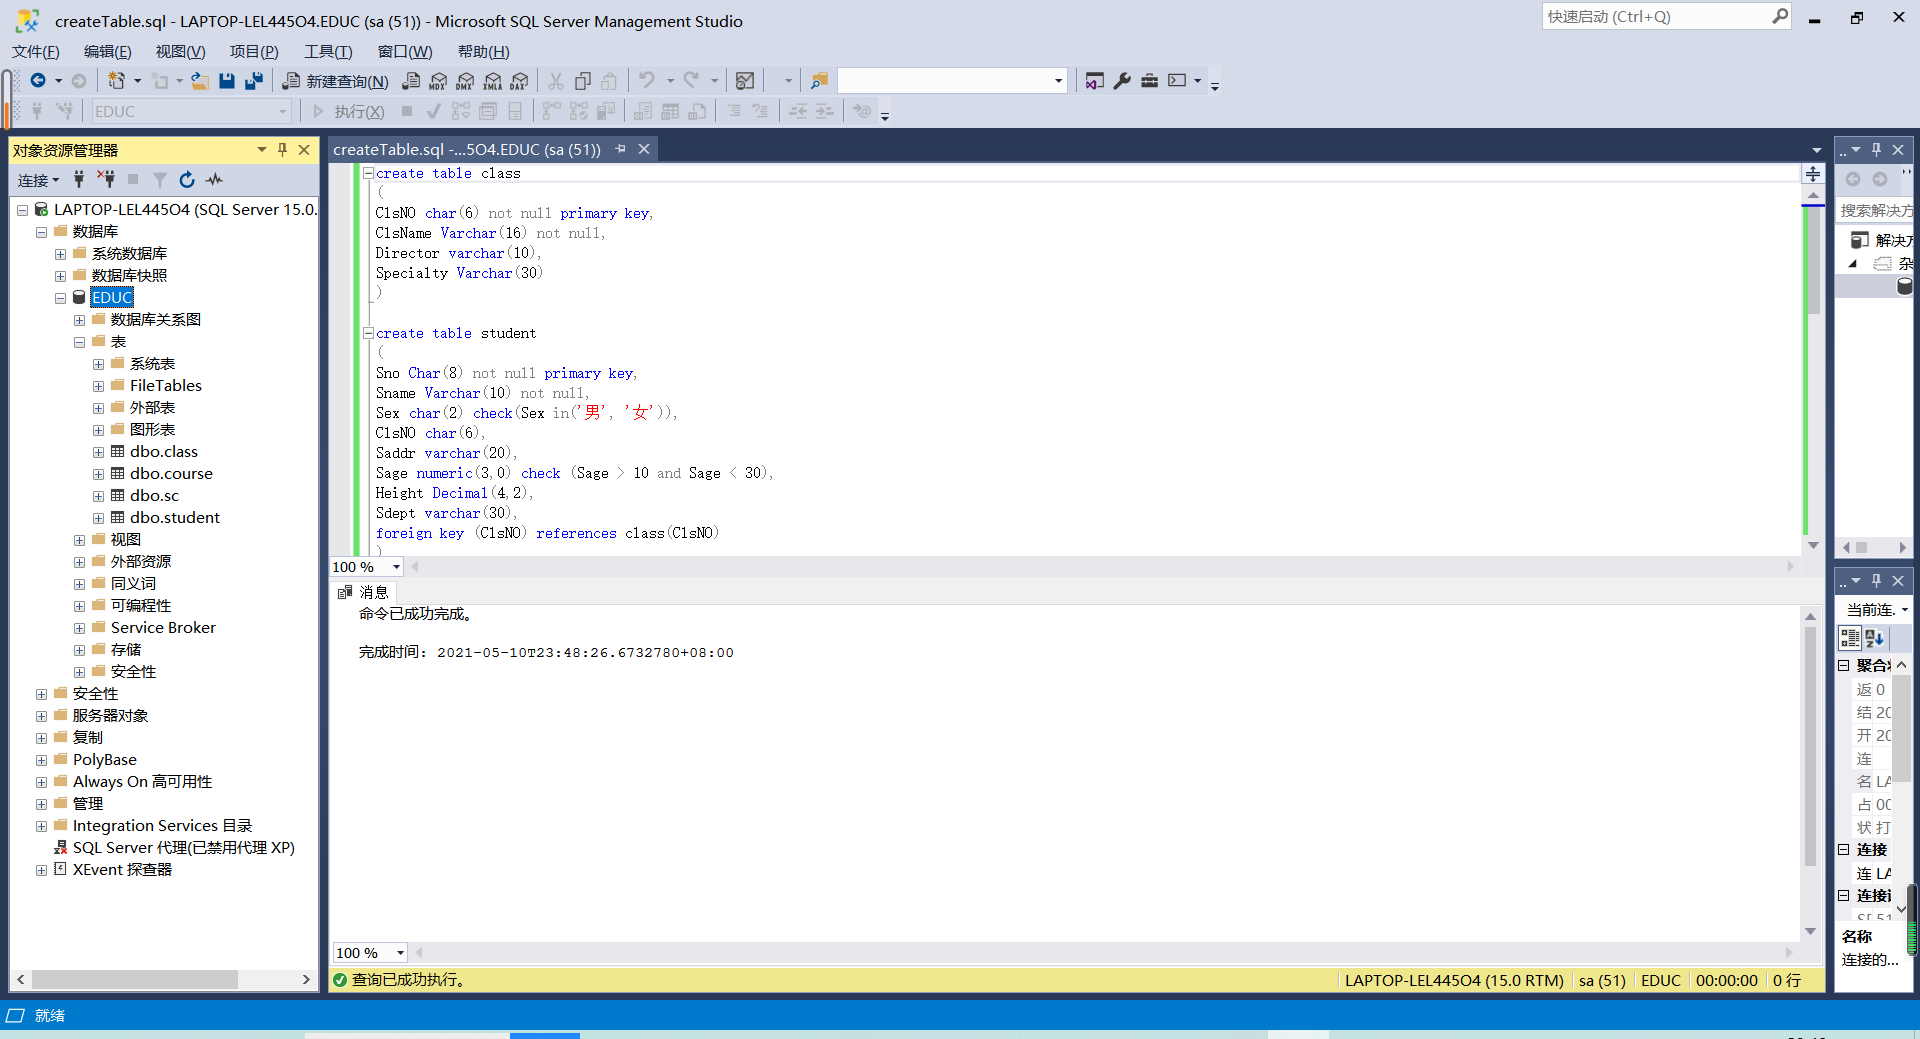 createTable.sql - LAPTOP-LEL445O4.EDUC (sa (51)) - Microsoft SQL Server Management Studio
快速启动 (Ctrl+Q)
文件(F) 编辑(E) 视图(V) 项目(P) 工具(T) 窗口(W) 帮助(H)
新建查询(N) MDX DMX XMLA DAX
EDUC 执行(X)
对象资源管理器
连接
LAPTOP-LEL445O4 (SQL Server 15.0.
数据库
系统数据库
数据库快照
EDUC
数据库关系图
表
系统表
FileTables
外部表
图形表
dbo.class
dbo.course
dbo.sc
dbo.student
视图
外部资源
同义词
可编程性
Service Broker
存储
安全性
安全性
服务器对象
复制
PolyBase
Always On 高可用性
管理
Integration Services 目录
SQL Server 代理(已禁用代理 XP)
XEvent 探查器
createTable.sql -...5O4.EDUC (sa (51))
create table class
(
ClsNO char(6) not null primary key,
ClsName Varchar(16) not null,
Director varchar(10),
Specialty Varchar(30)
)
create table student
(
Sno Char(8) not null primary key,
Sname Varchar(10) not null,
Sex char(2) check(Sex in('男', '女')),
ClsNO char(6),
Saddr varchar(20),
Sage numeric(3,0) check (Sage > 10 and Sage < 30),
Height Decimal(4,2),
Sdept varchar(30),
foreign key (ClsNO) references class(ClsNO)
)
100 %
消息
命令已成功完成。
完成时间: 2021-05-10T23:48:26.6732780+08:00
100 %
查询已成功执行。
LAPTOP-LEL445O4 (15.0 RTM) sa (51) EDUC 00:00:00 0 行
搜索解决方
解决方
杂
当前连.
聚合
返 0
结 20
开 20
连
名 LA
占 00
状 打
连接
连 LA
连接
名称
连接的...
就绪